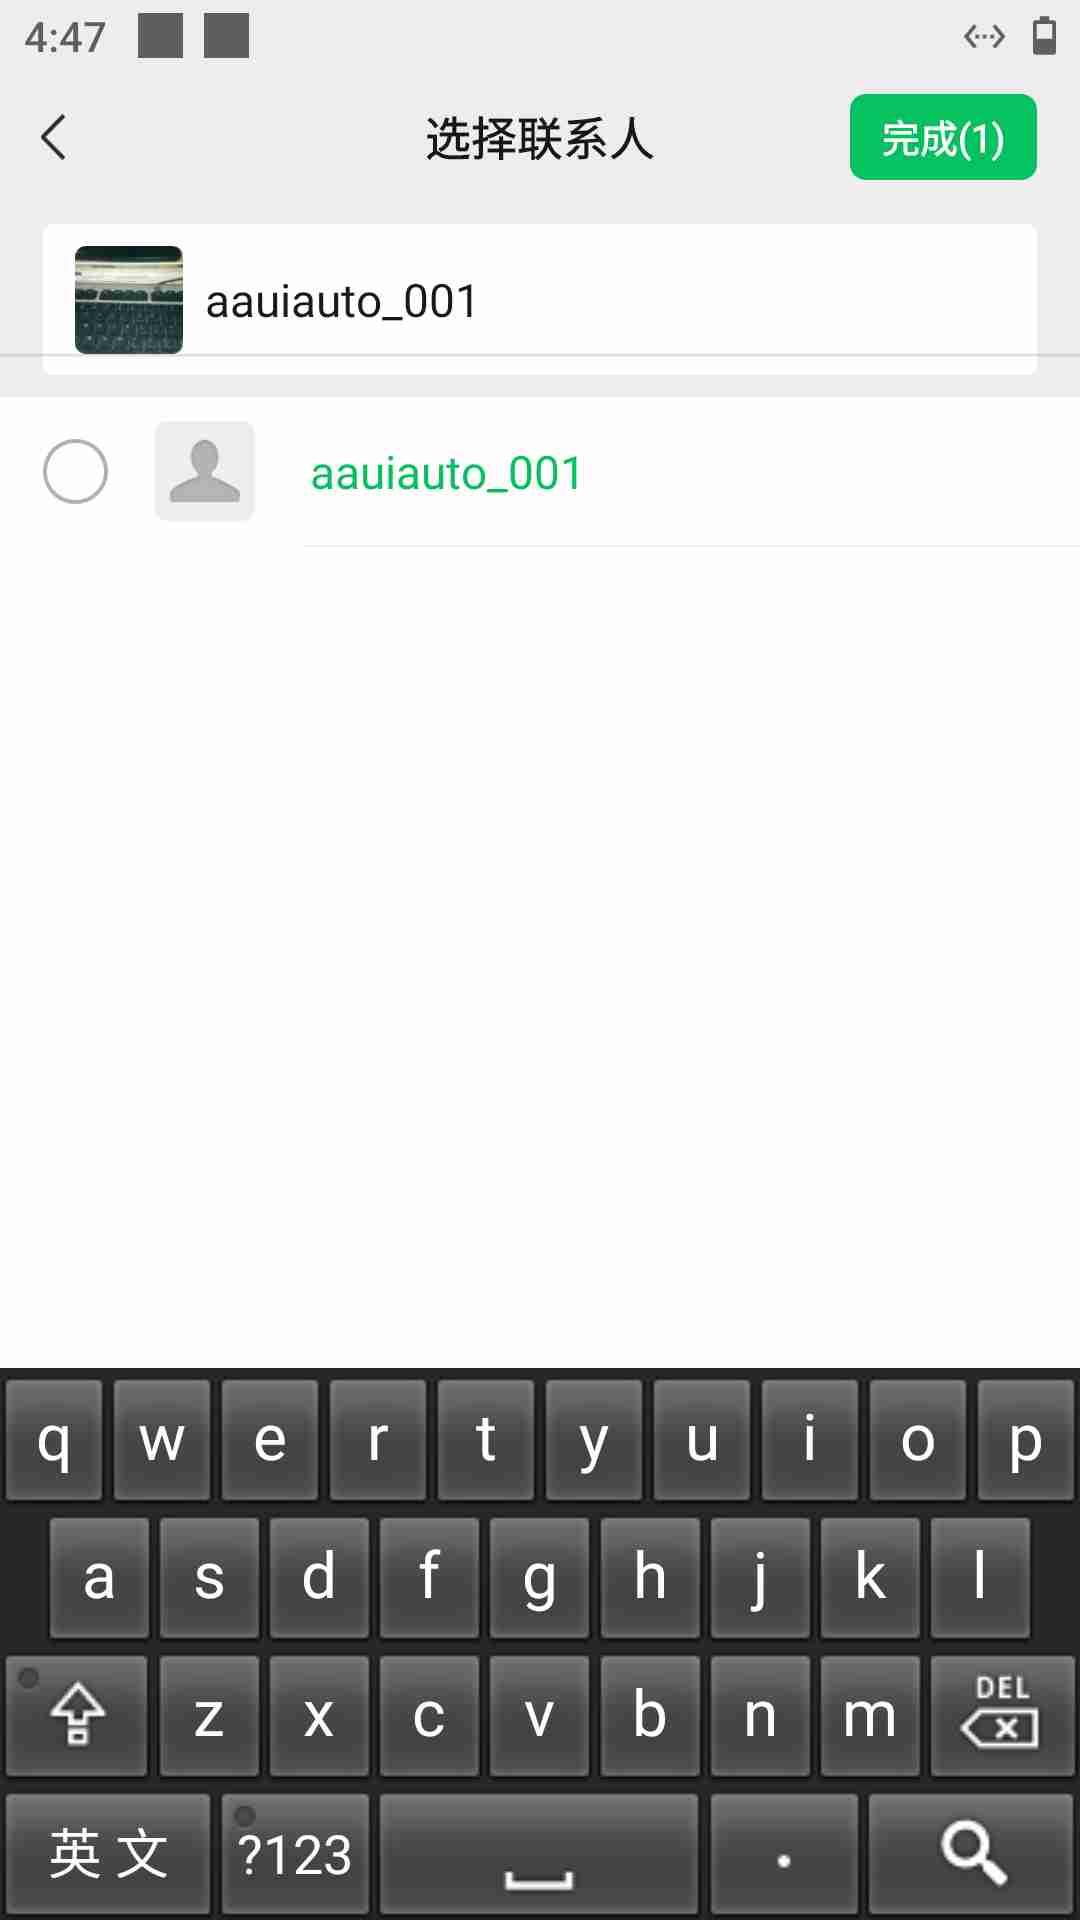 4:47
选择联系人
完成(1)
aauiauto_001
aauiauto_001
q w e r t y u i o p
a s d f g h j k l
z x c v b n m DEL
英文 ?123 .